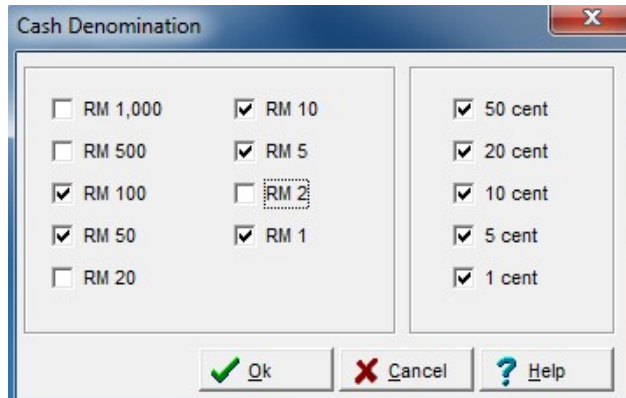 Cash Denomination
RM 1,000
RM 500
RM 100
RM 50
RM 20
RM 10
RM 5
RM 2
RM 1
50 cent
20 cent
10 cent
5 cent
1 cent
Ok
Cancel
Help